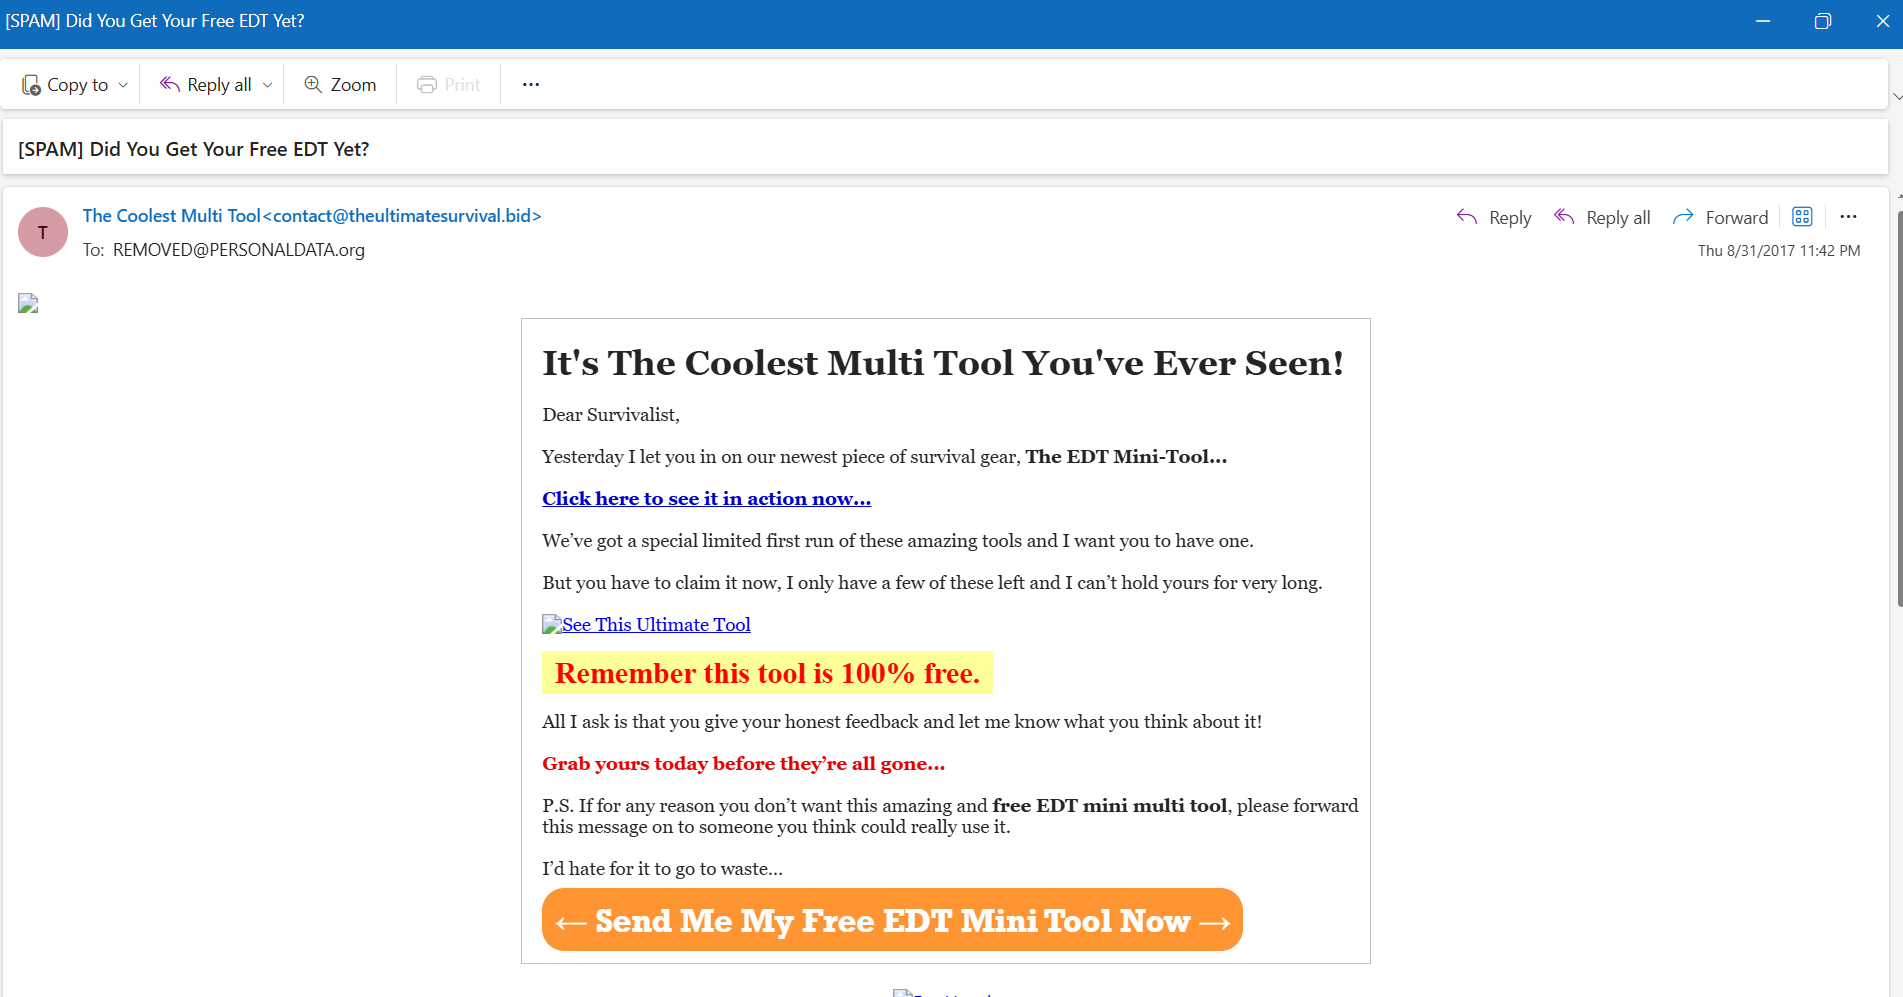 [SPAM] Did You Get Your Free EDT Yet?
Copy to
Reply all
Zoom
Print
[SPAM] Did You Get Your Free EDT Yet?
T
The Coolest Multi Tool<contact@theultimatesurvival.bid>
Reply
Reply all
Forward
To: REMOVED@PERSONALDATA.org
Thu 8/31/2017 11:42 PM
It's The Coolest Multi Tool You've Ever Seen!
Dear Survivalist,
Yesterday I let you in on our newest piece of survival gear, The EDT Mini-Tool...
Click here to see it in action now...
We’ve got a special limited first run of these amazing tools and I want you to have one.
But you have to claim it now, I only have a few of these left and I can’t hold yours for very long.
See This Ultimate Tool
Remember this tool is 100% free.
All I ask is that you give your honest feedback and let me know what you think about it!
Grab yours today before they’re all gone...
P.S. If for any reason you don’t want this amazing and free EDT mini multi tool, please forward
this message on to someone you think could really use it.
I’d hate for it to go to waste...
← Send Me My Free EDT Mini Tool Now →